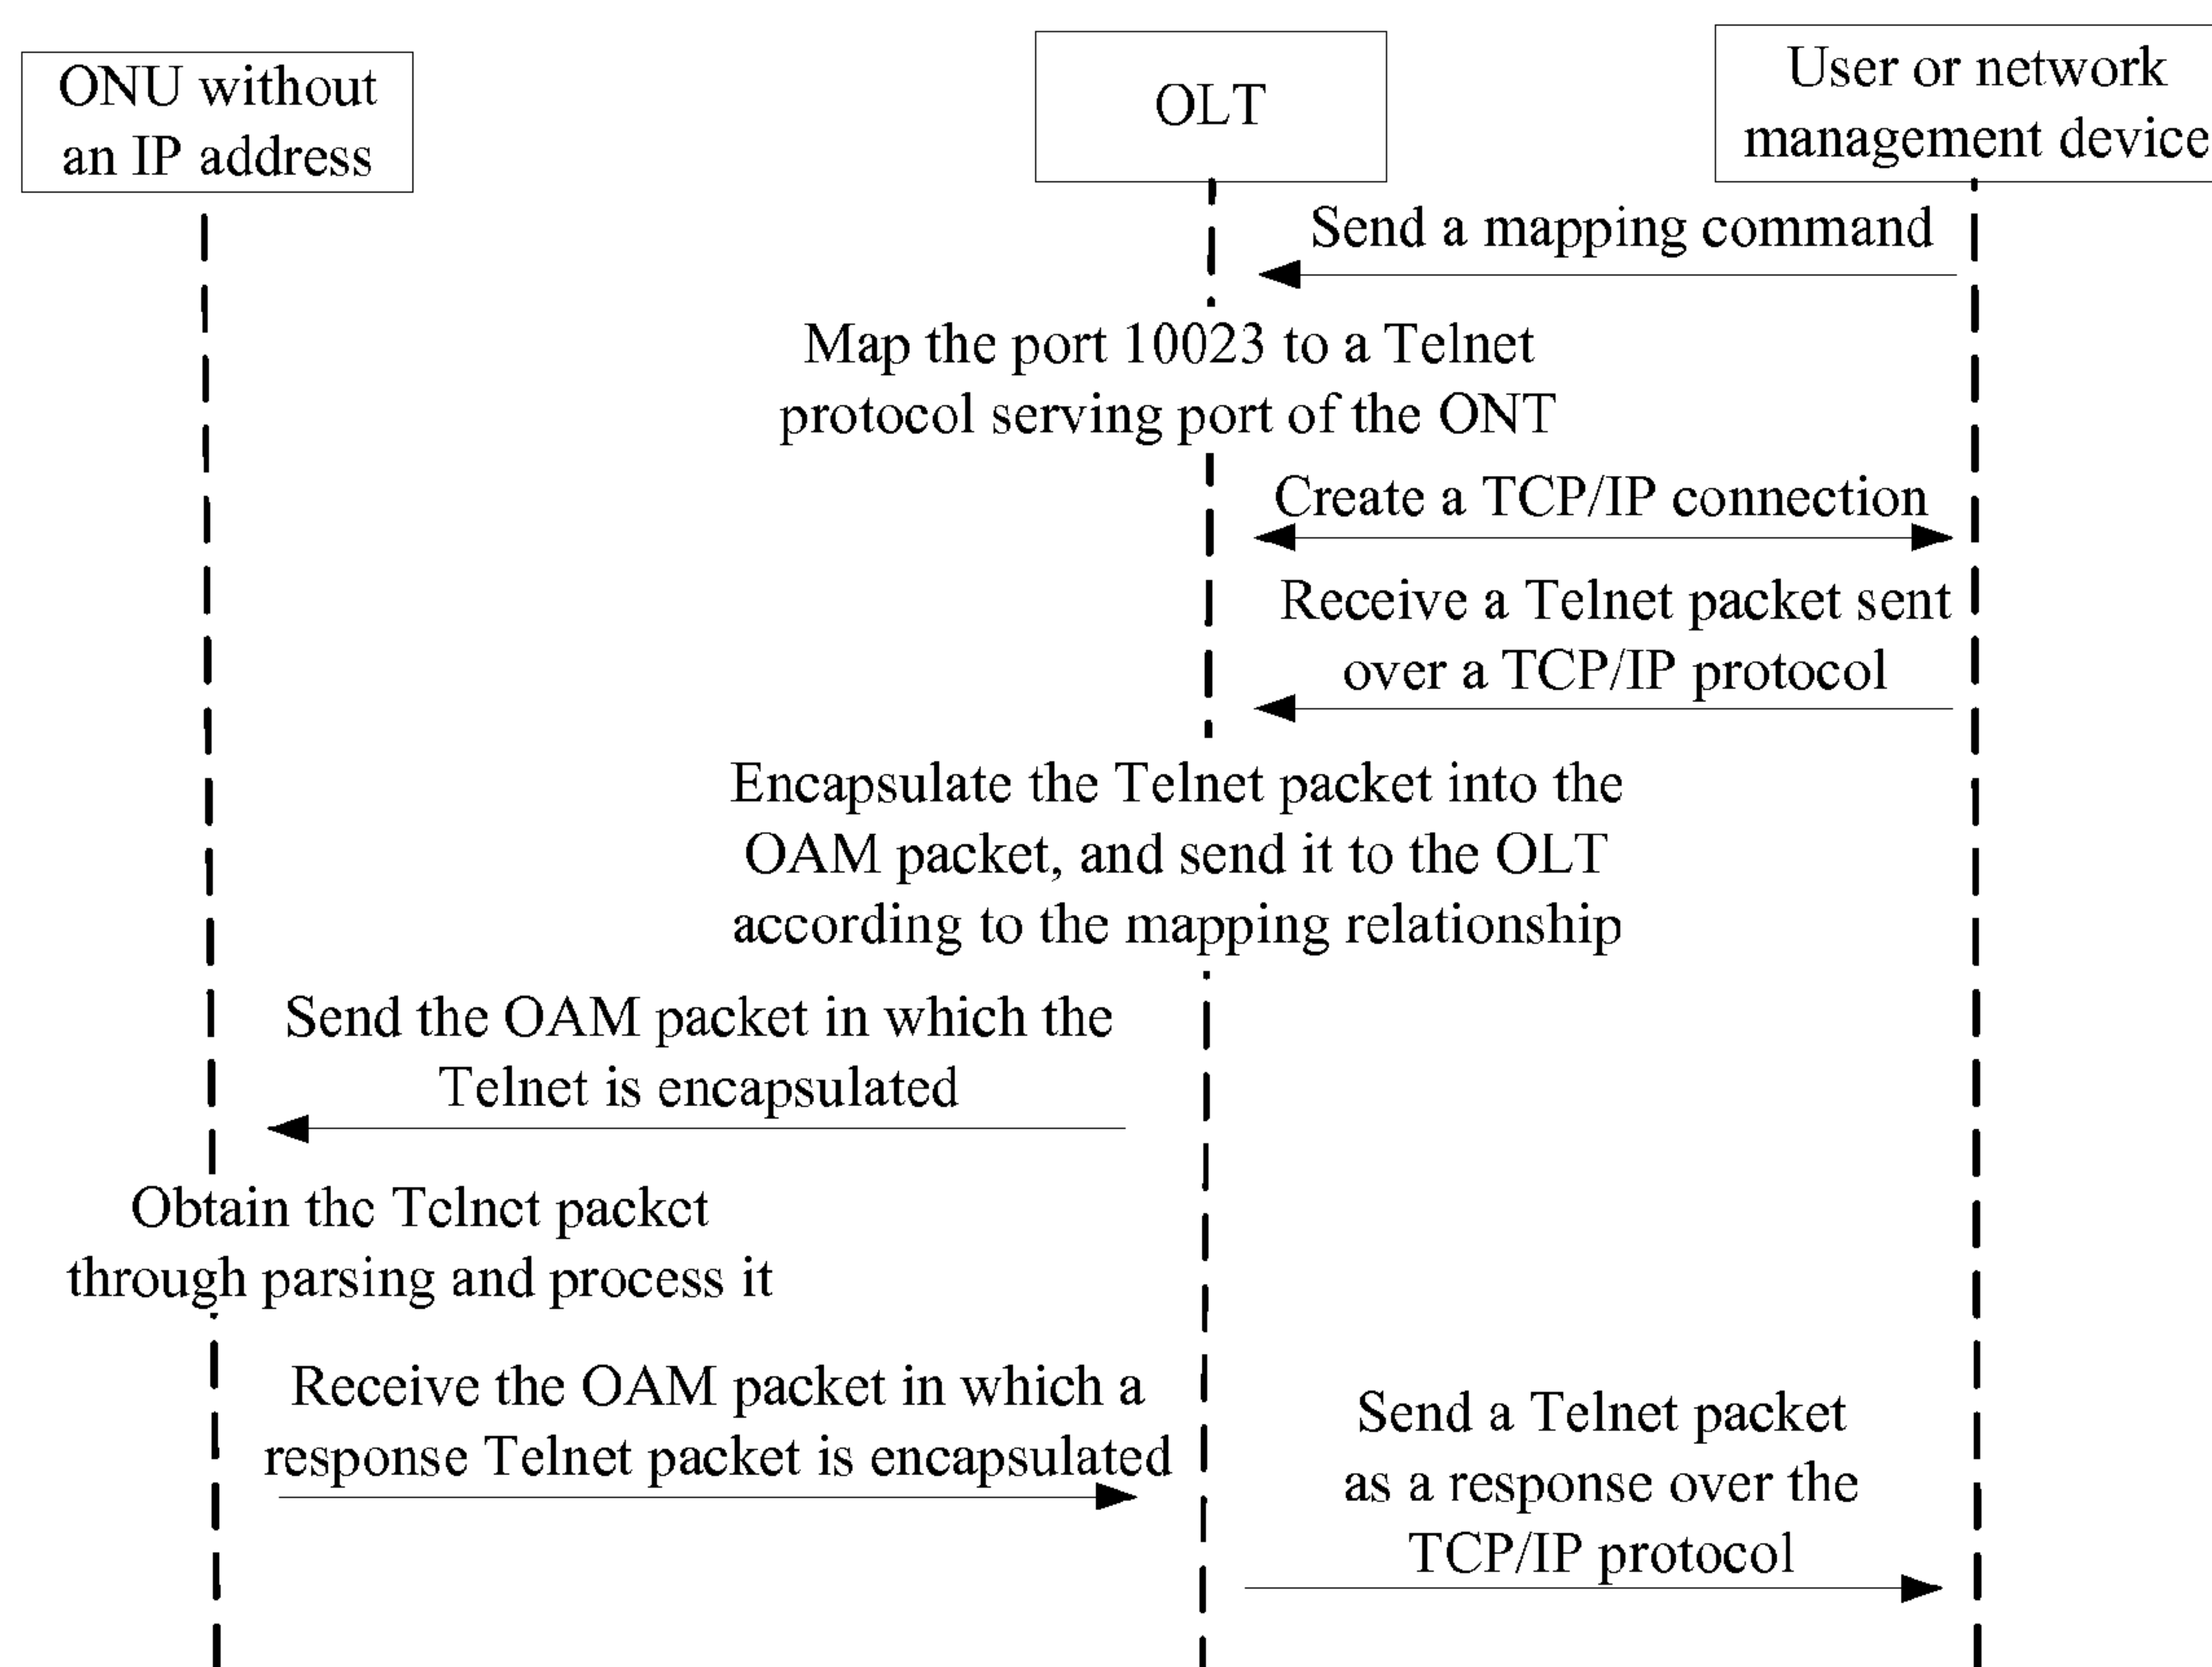 ONU without
an IP address
OLT
User or network
management device
Send a mapping command
Map the port 10023 to a Telnet
protocol serving port of the ONT
Create a TCP/IP connection
Receive a Telnet packet sent
over a TCP/IP protocol
Encapsulate the Telnet packet into the
OAM packet, and send it to the OLT
according to the mapping relationship
Send the OAM packet in which the
Telnet is encapsulated
Obtain the Telnet packet
through parsing and process it
Receive the OAM packet in which a
response Telnet packet is encapsulated
Send a Telnet packet
as a response over the
TCP/IP protocol